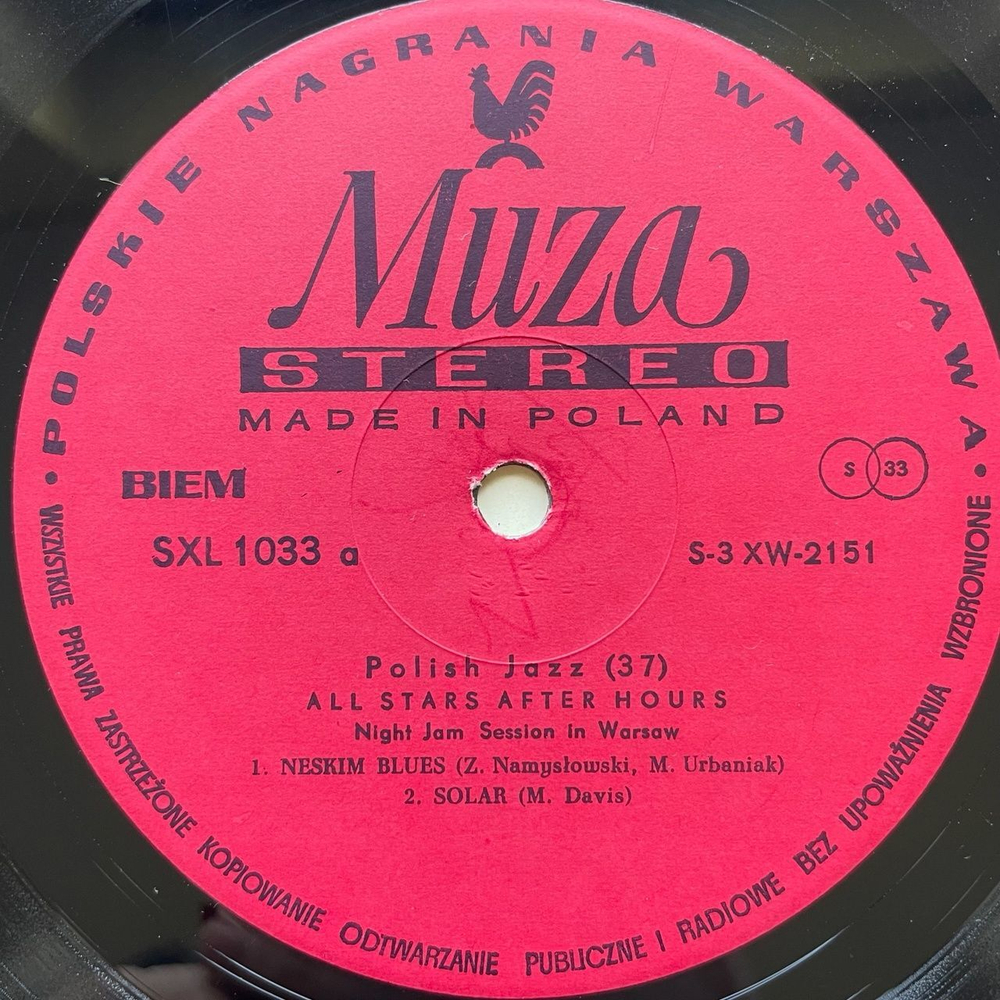 POLSKIE NAGRANIA WARSZAWA
Muza
STEREO
MADE IN POLAND
BIEM
S 33
SXL 1033 a
S-3 XW-2151
Polish Jazz (37)
ALL STARS AFTER HOURS
Night Jam Session in Warsaw
1. NESKIM BLUES (Z. Namysłowski, M. Urbaniak)
2. SOLAR (M. Davis)
• WSZYSTKIE PRAWA ZASTRZEŻONE KOPIOWANIE ODTWARZANIE PUBLICZNE I RADIOWE BEZ UPOWAŻNIENIA WZBRONIONE •